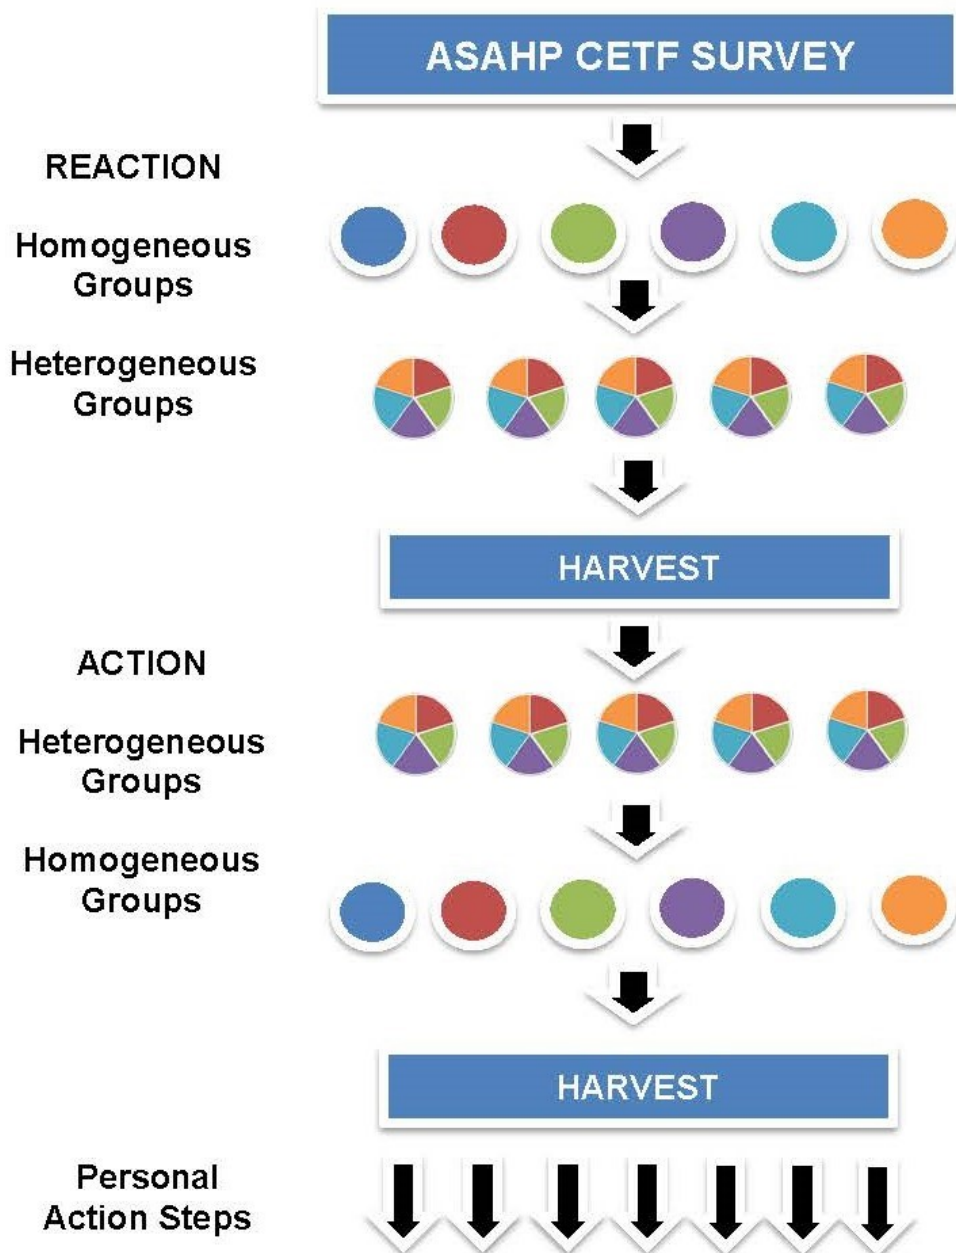 ASAHP CETF SURVEY
REACTION
Homogeneous
Groups
Heterogeneous
Groups
HARVEST
ACTION
Heterogeneous
Groups
Homogeneous
Groups
HARVEST
Personal
Action Steps